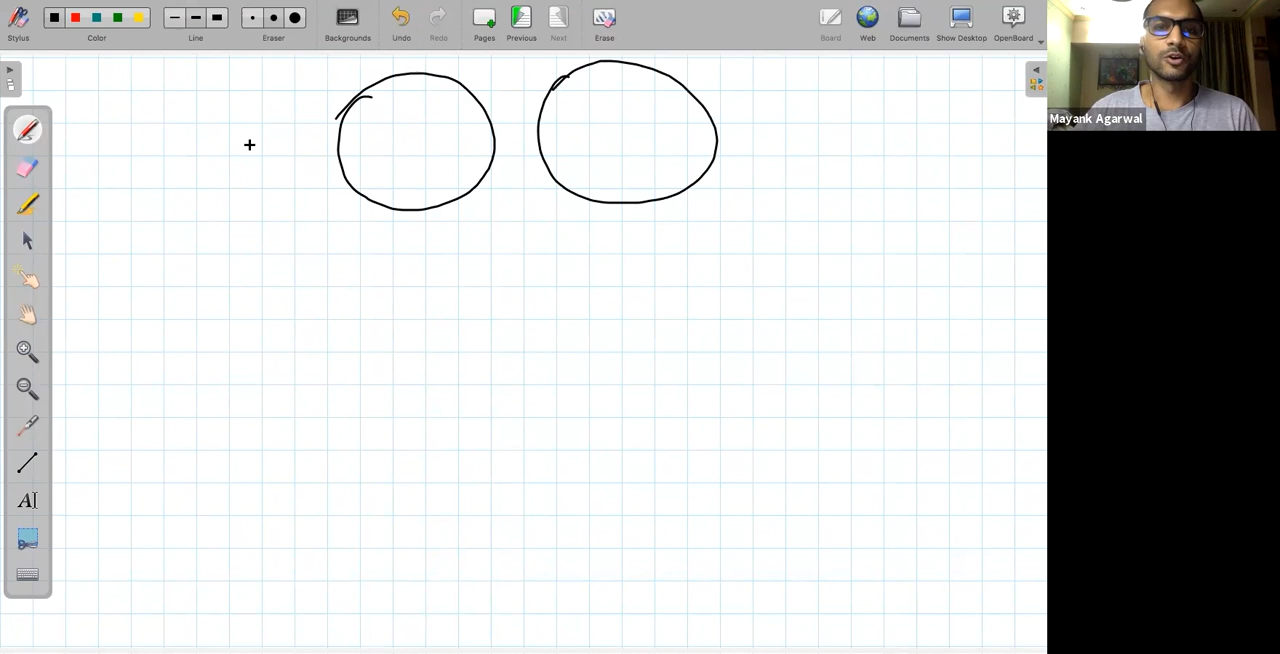 Stylus
Color
Line
Eraser
Backgrounds
Undo
Redo
Pages
Previous
Next
Erase
Board
Web
Documents
Show Desktop
OpenBoard
Mayank Agarwal
AI